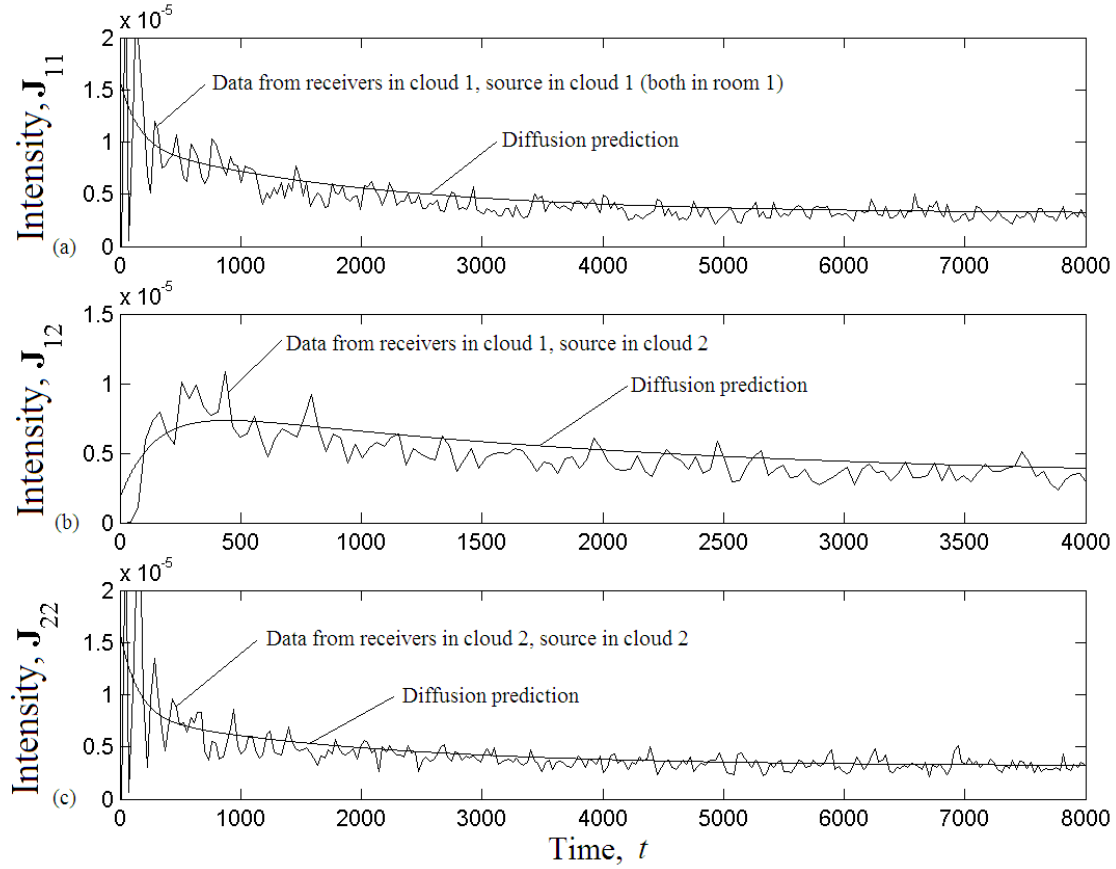 x 10⁻⁵
2
1.5
1
0.5
0
Intensity, J₁₁
(a)
Data from receivers in cloud 1, source in cloud 1 (both in room 1)
Diffusion prediction
0 1000 2000 3000 4000 5000 6000 7000 8000
x 10⁻⁵
1.5
1
0.5
0
Intensity, J₁₂
(b)
Data from receivers in cloud 1, source in cloud 2
Diffusion prediction
0 500 1000 1500 2000 2500 3000 3500 4000
x 10⁻⁵
2
1.5
1
0.5
0
Intensity, J₂₂
(c)
Data from receivers in cloud 2, source in cloud 2
Diffusion prediction
0 1000 2000 3000 4000 5000 6000 7000 8000
Time, t